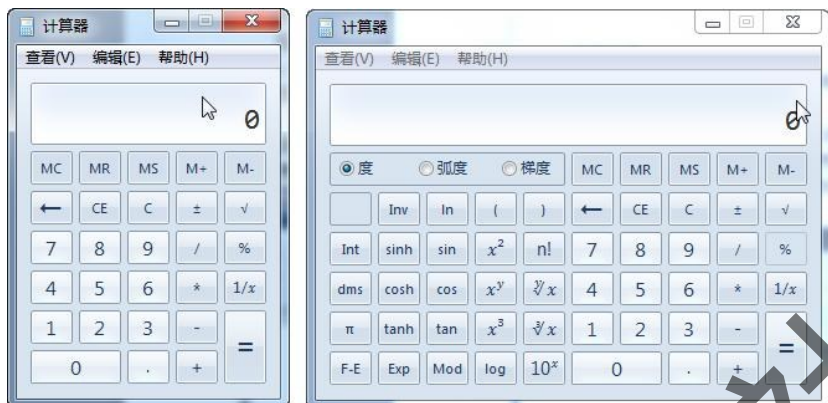 计算器
查看(V) 编辑(E) 帮助(H)
0
MC MR MS M+ M-
← CE C ± √
7 8 9 / %
4 5 6 * 1/x
1 2 3 - =
0 . +
计算器
查看(V) 编辑(E) 帮助(H)
0
度 弧度 梯度 MC MR MS M+ M-
Inv ln ( ) ← CE C ± √
Int sinh sin x² n! 7 8 9 / %
dms cosh cos xʸ ʸ√x 4 5 6 * 1/x
π tanh tan x³ ³√x 1 2 3 - =
F-E Exp Mod log 10ˣ 0 . +